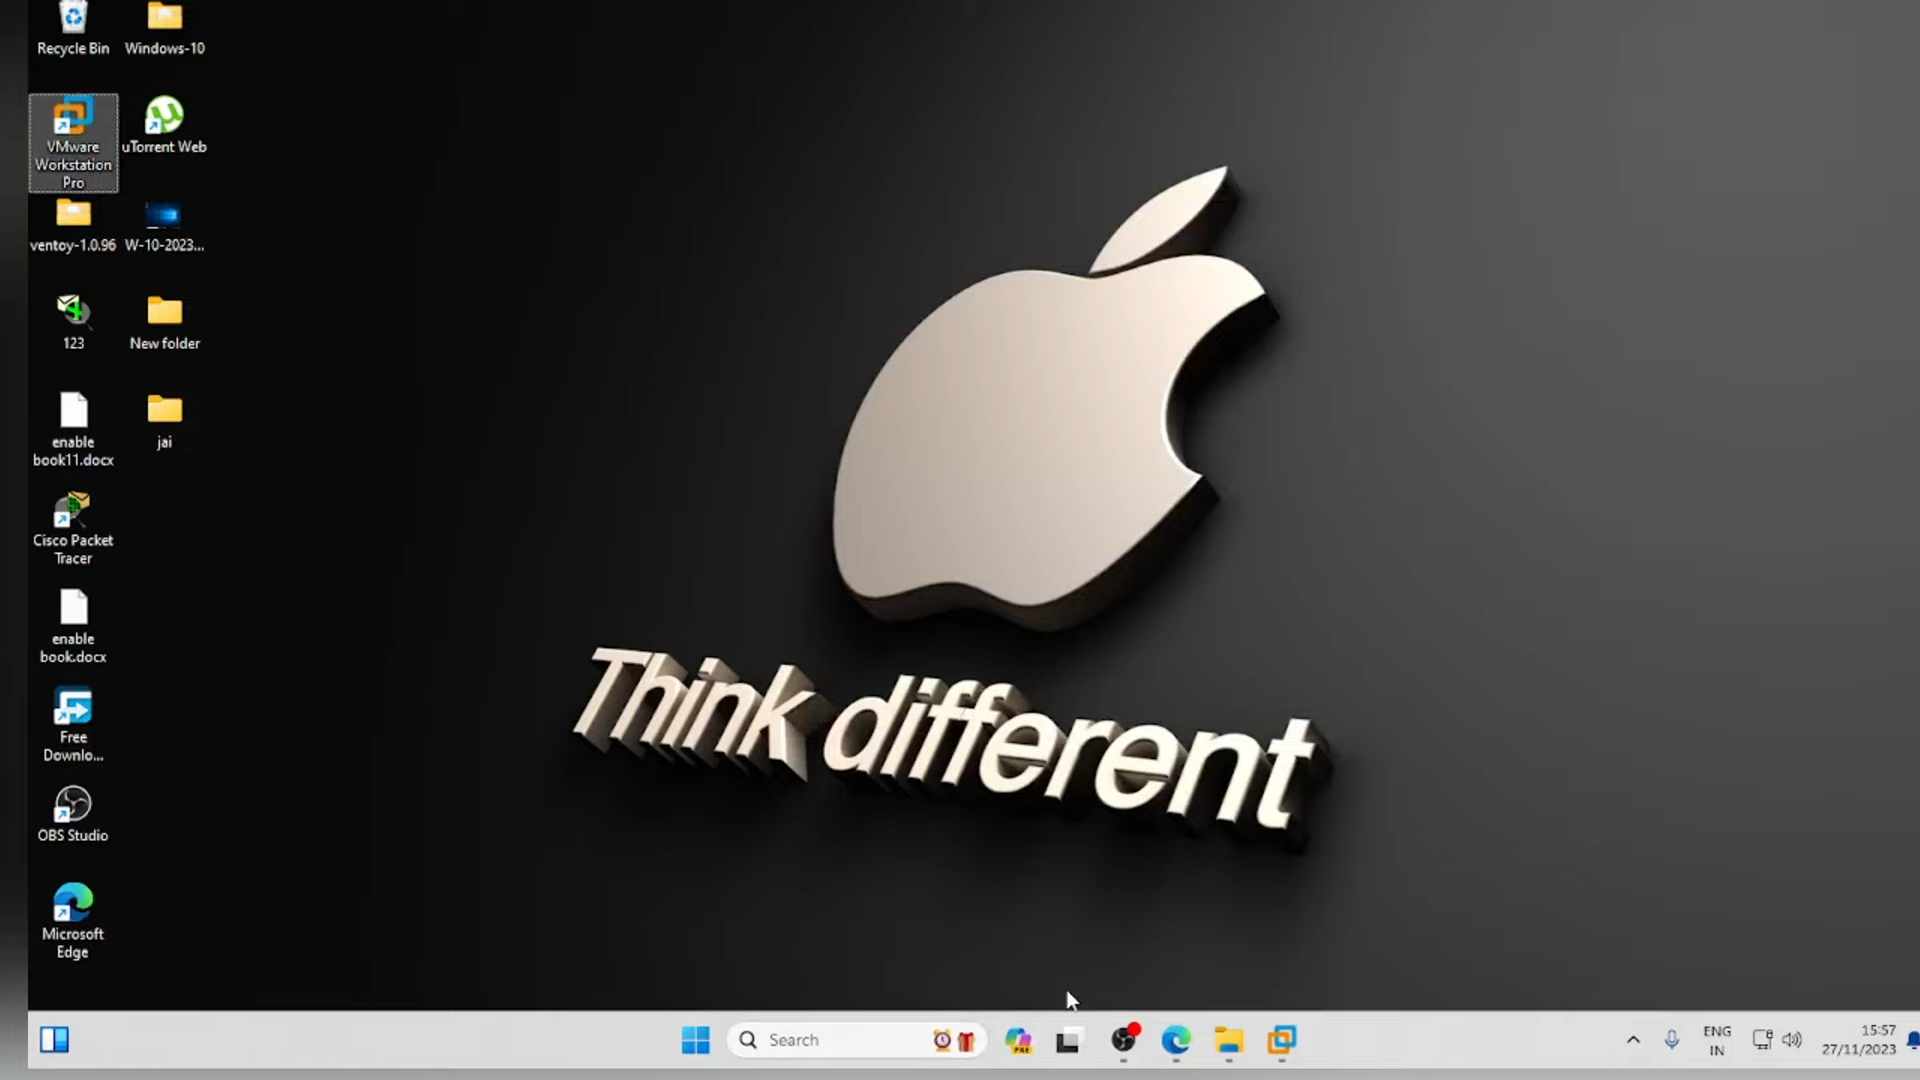 Recycle Bin
Windows-10
VMware
Workstation
Pro
uTorrent Web
ventoy-1.0.96
W-10-2023...
123
New folder
enable
book11.docx
jai
Cisco Packet
Tracer
enable
book.docx
Free
Downlo...
OBS Studio
Microsoft
Edge
Think different
Search
PRE
ENG
IN
15:57
27/11/2023